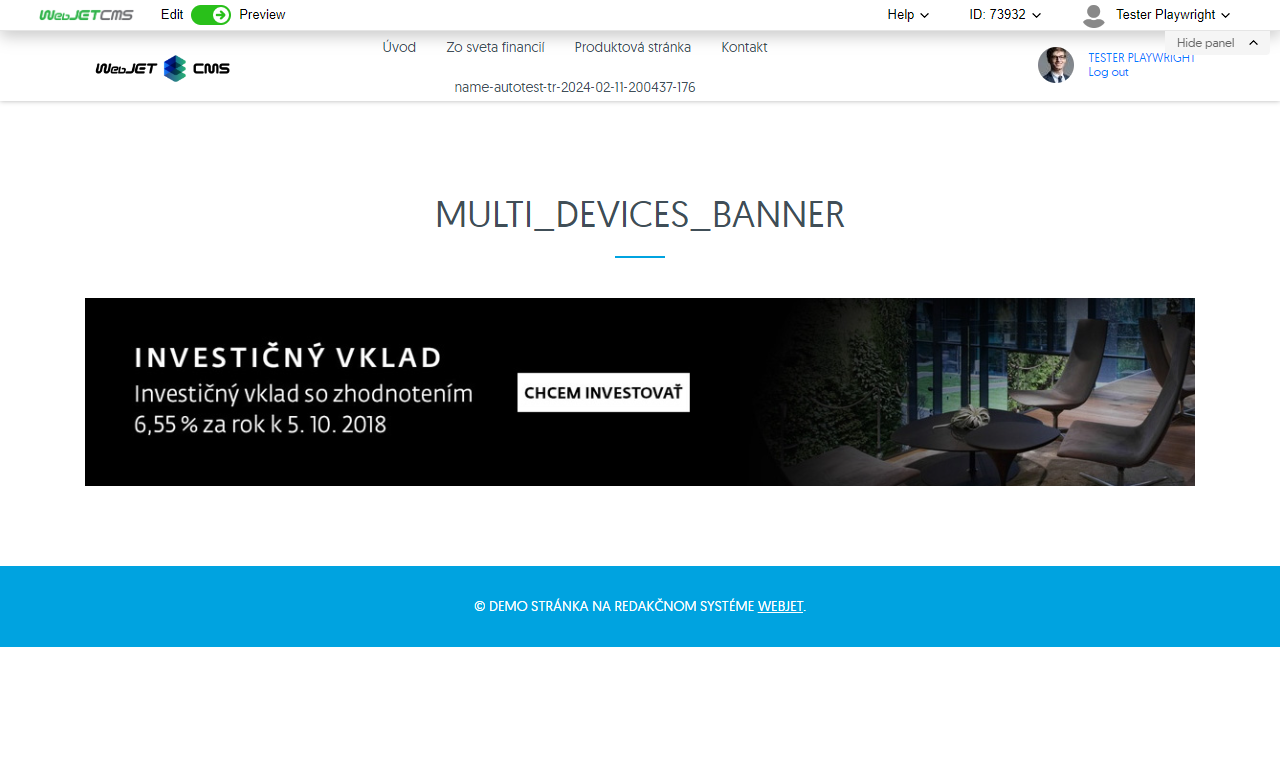 WebJETCMS Edit Preview Help ID: 73932 Tester Playwright
Hide panel
WebJET CMS Úvod Zo sveta financií Produktová stránka Kontakt
TESTER PLAYWRIGHT
Log out
name-autotest-tr-2024-02-11-200437-176
MULTI_DEVICES_BANNER
INVESTIČNÝ VKLAD
Investičný vklad so zhodnotením
6,55 % za rok k 5. 10. 2018
CHCEM INVESTOVAŤ
© DEMO STRÁNKA NA REDAKČNOM SYSTÉME WEBJET.